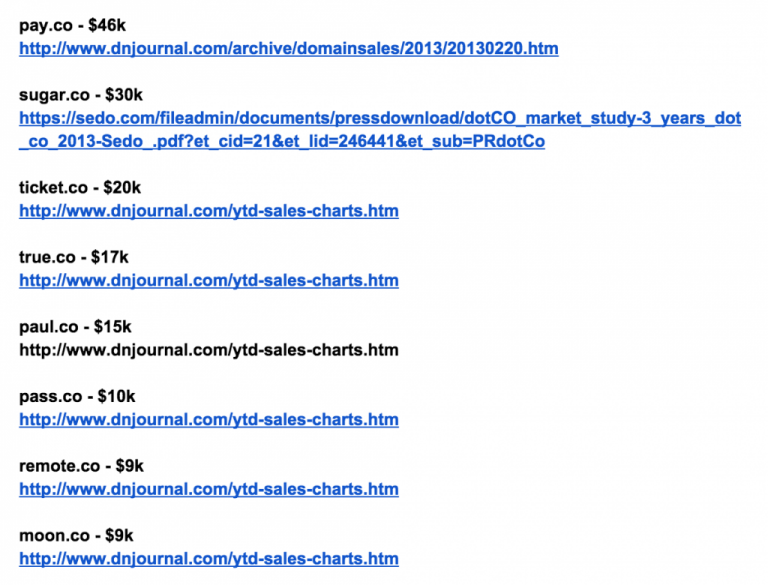 pay.co - $46k
http://www.dnjournal.com/archive/domainsales/2013/20130220.htm
sugar.co - $30k
https://sedo.com/fileadmin/documents/pressdownload/dotCO_market_study-3_years_dot
_co_2013-Sedo_.pdf?et_cid=21&et_lid=246441&et_sub=PRdotCo
ticket.co - $20k
http://www.dnjournal.com/ytd-sales-charts.htm
true.co - $17k
http://www.dnjournal.com/ytd-sales-charts.htm
paul.co - $15k
http://www.dnjournal.com/ytd-sales-charts.htm
pass.co - $10k
http://www.dnjournal.com/ytd-sales-charts.htm
remote.co - $9k
http://www.dnjournal.com/ytd-sales-charts.htm
moon.co - $9k
http://www.dnjournal.com/ytd-sales-charts.htm